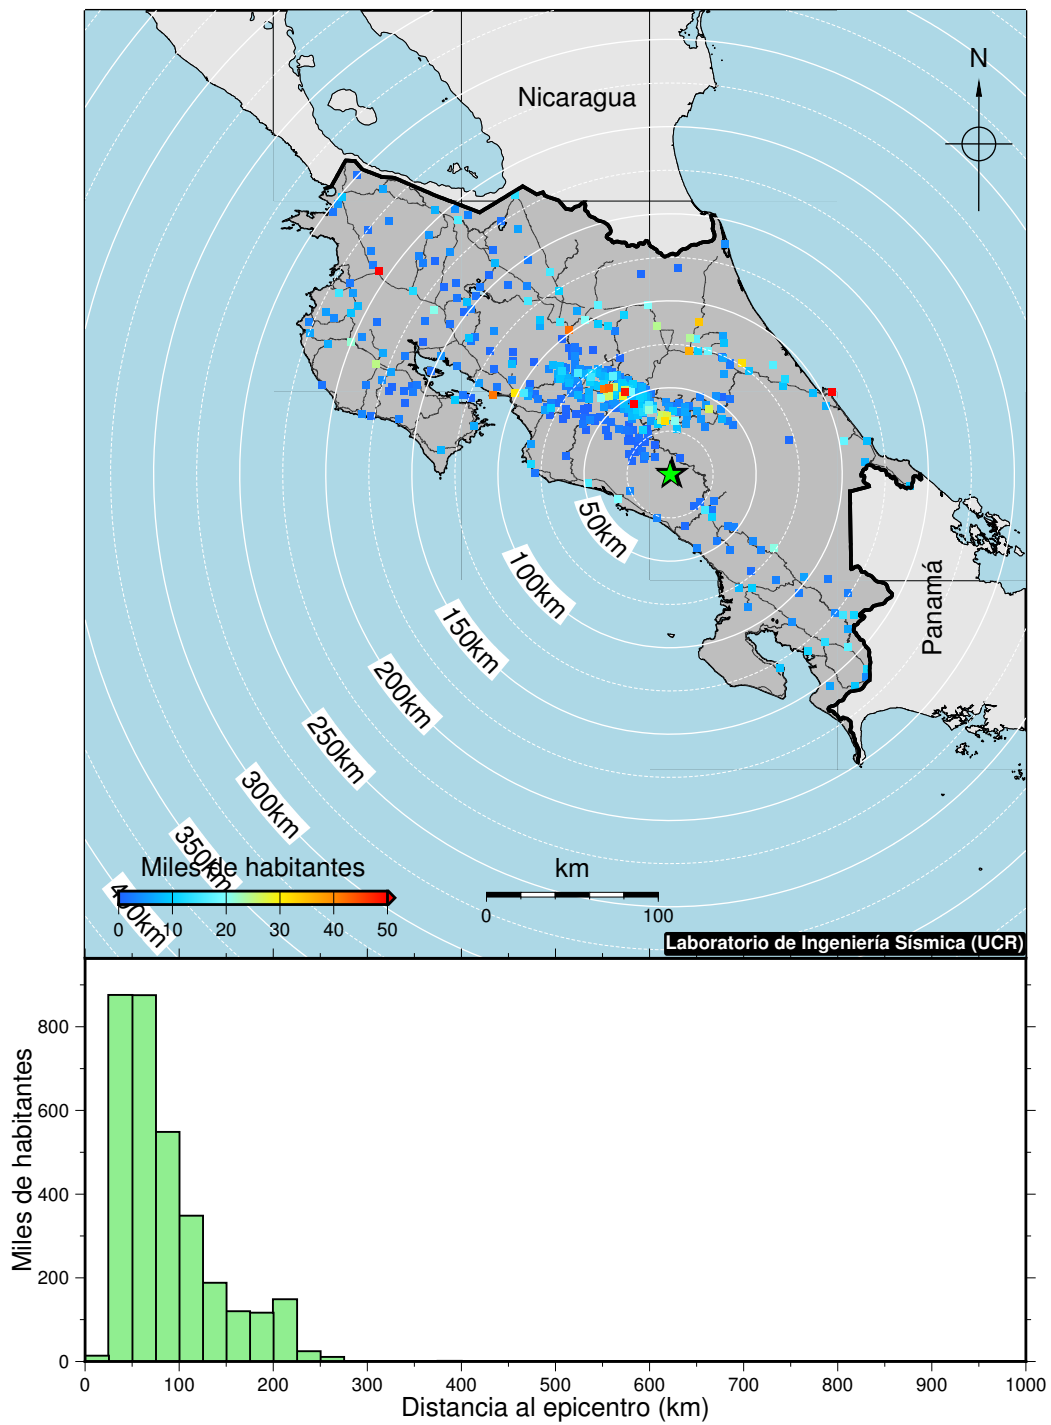 N
Nicaragua
Panamá
50km
100km
150km
200km
250km
300km
350km
400km
Miles de habitantes
0 10 20 30 40 50
km
0 100
Laboratorio de Ingeniería Sísmica (UCR)
Miles de habitantes
800
600
400
200
0
0 100 200 300 400 500 600 700 800 900 1000
Distancia al epicentro (km)